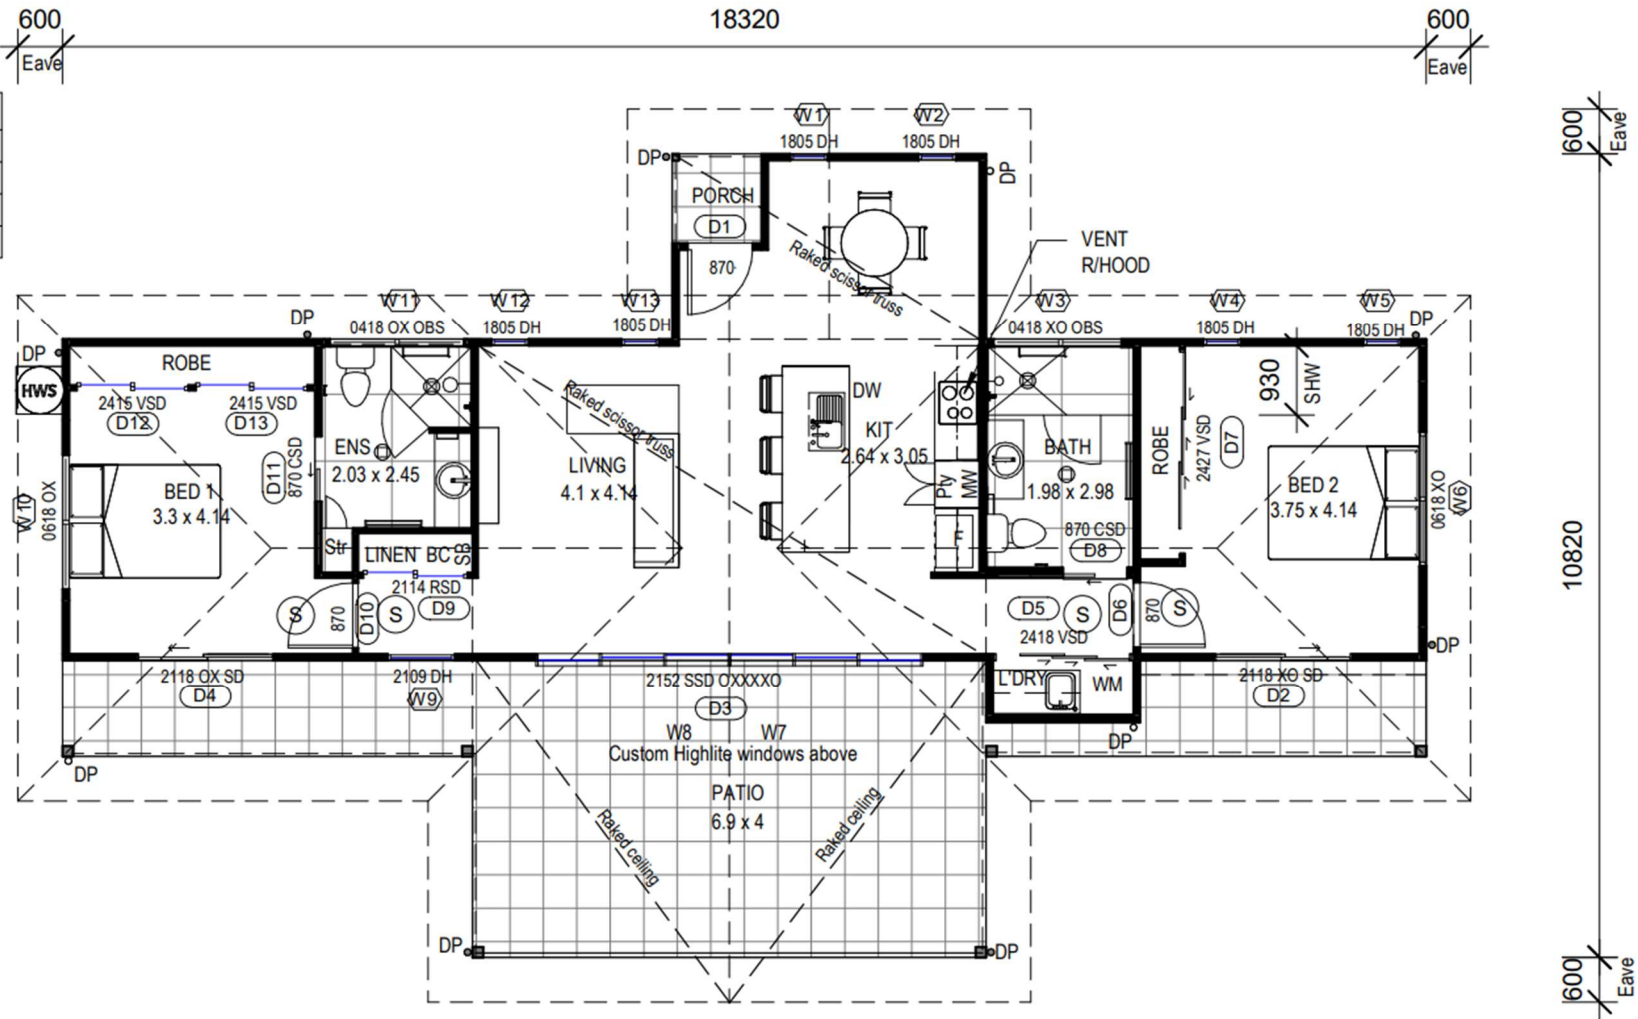 600
18320
600
Eave
Eave
600
Eave
W1
W2
1805 DH
1805 DH
DP
DP
PORCH
D1
870
Raked scissor truss
VENT
R/HOOD
W11
W12
W13
W3
W4
W5
DP
0418 OX OBS
1805 DH
1805 DH
0418 XO OBS
1805 DH
1805 DH
DP
DP
HWS
ROBE
2415 VSD
2415 VSD
D12
D13
Raked scissor truss
DW
KIT
2.64 x 3.05
930
SHW
ENS
2.03 x 2.45
D11
870 CSD
LIVING
4.1 x 4.14
Pty
MW
BATH
1.98 x 2.98
ROBE
2427 VSD
D7
BED 1
3.3 x 4.14
W10
0618 OX
BED 2
3.75 x 4.14
0618 XO
W6
10820
Str
LINEN
BC
SB
F
870 CSD
D8
2114 RSD
S
870
D10
S
D9
D5
S
D6
870
S
2418 VSD
DP
2118 OX SD
D4
2109 DH
W9
2152 SSD OXXXXO
D3
L'DRY
WM
2118 XO SD
D2
W8
W7
Custom Highlite windows above
DP
DP
PATIO
6.9 x 4
Raked ceiling
Raked ceiling
DP
DP
600
Eave